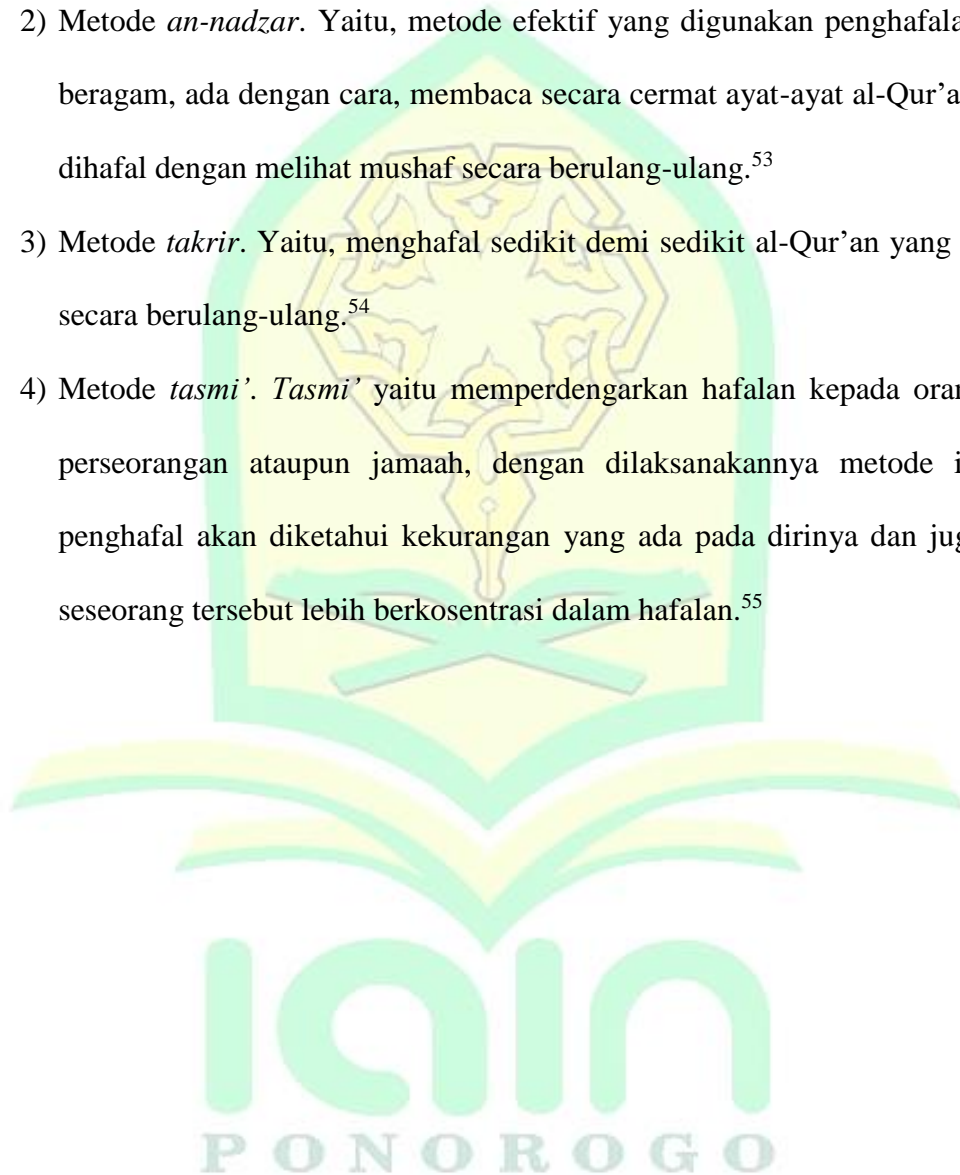 2) Metode an-nadzar. Yaitu, metode efektif yang digunakan penghafala
beragam, ada dengan cara, membaca secara cermat ayat-ayat al-Qur’a
dihafal dengan melihat mushaf secara berulang-ulang.53
3) Metode takrir. Yaitu, menghafal sedikit demi sedikit al-Qur’an yang
secara berulang-ulang.54
4) Metode tasmi’. Tasmi’ yaitu memperdengarkan hafalan kepada oran
perseorangan ataupun jamaah, dengan dilaksanakannya metode i
penghafal akan diketahui kekurangan yang ada pada dirinya dan jug
seseorang tersebut lebih berkosentrasi dalam hafalan.55
iain
PONOROGO